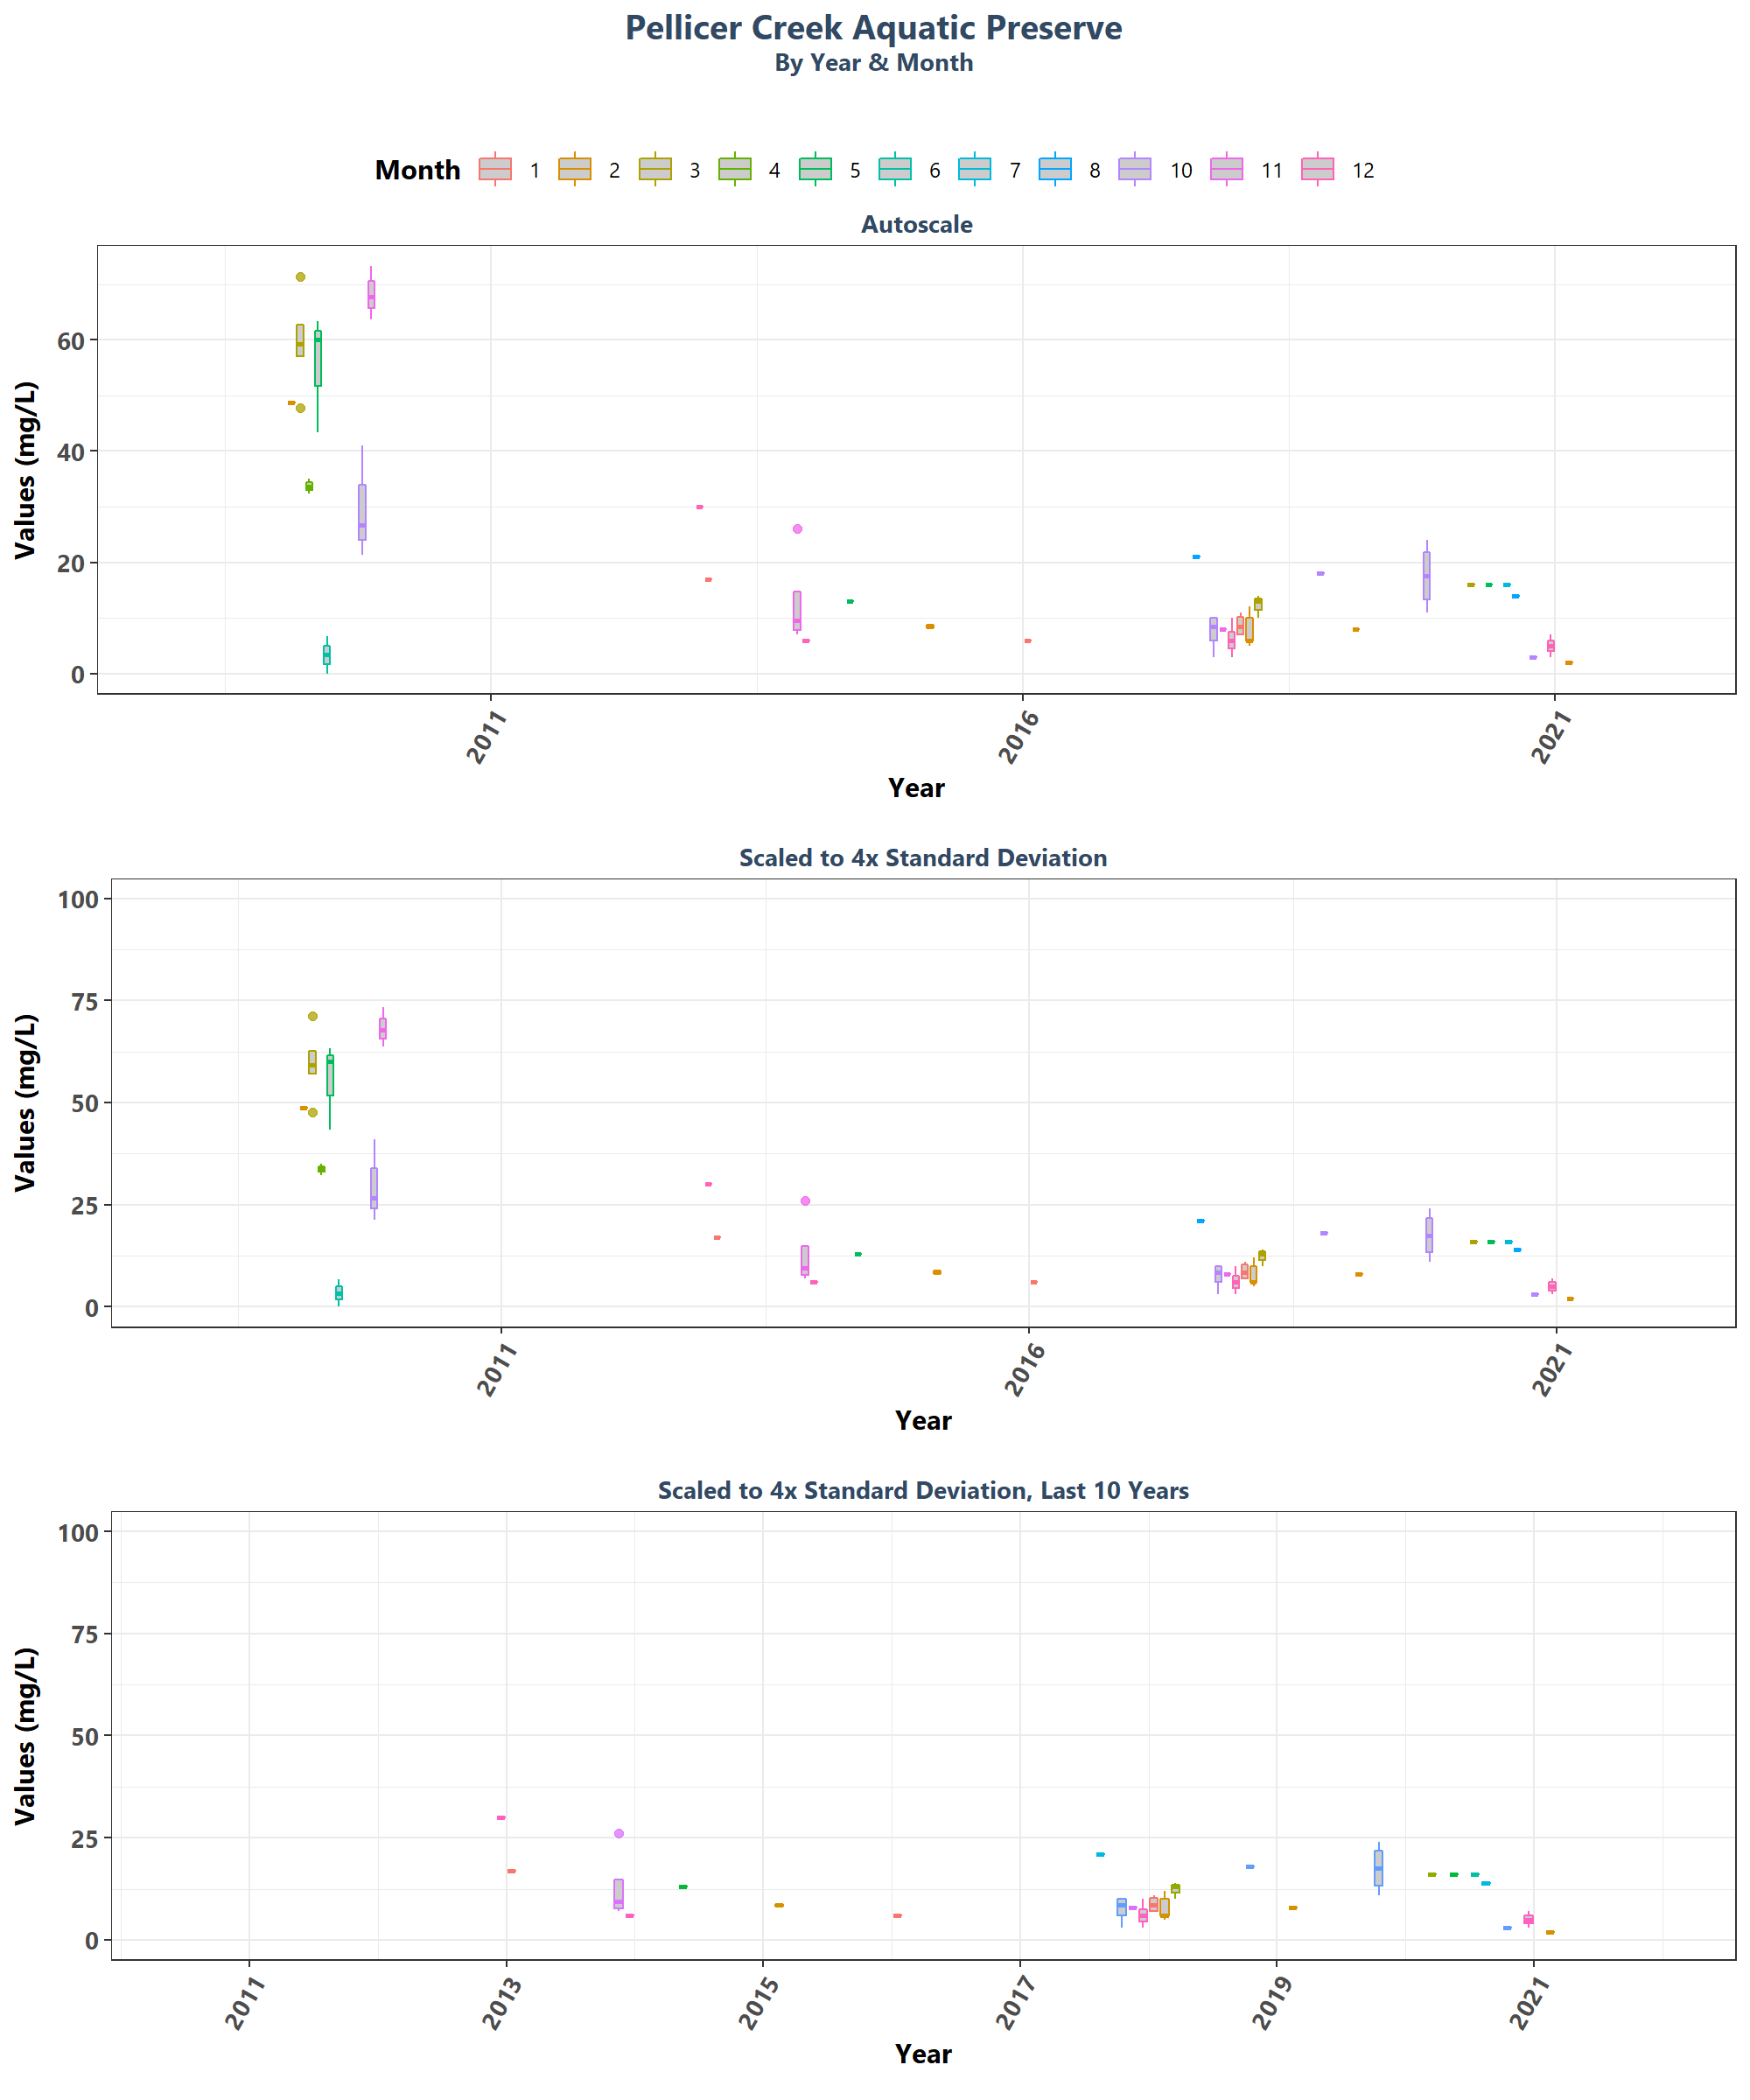 Pellicer Creek Aquatic Preserve
By Year & Month
Month 1 2 3 4 5 6 7 8 10 11 12
Autoscale
Values (mg/L)
60
40
20
0
2011 2016 2021
Year
Scaled to 4x Standard Deviation
Values (mg/L)
100
75
50
25
0
2011 2016 2021
Year
Scaled to 4x Standard Deviation, Last 10 Years
Values (mg/L)
100
75
50
25
0
2011 2013 2015 2017 2019 2021
Year